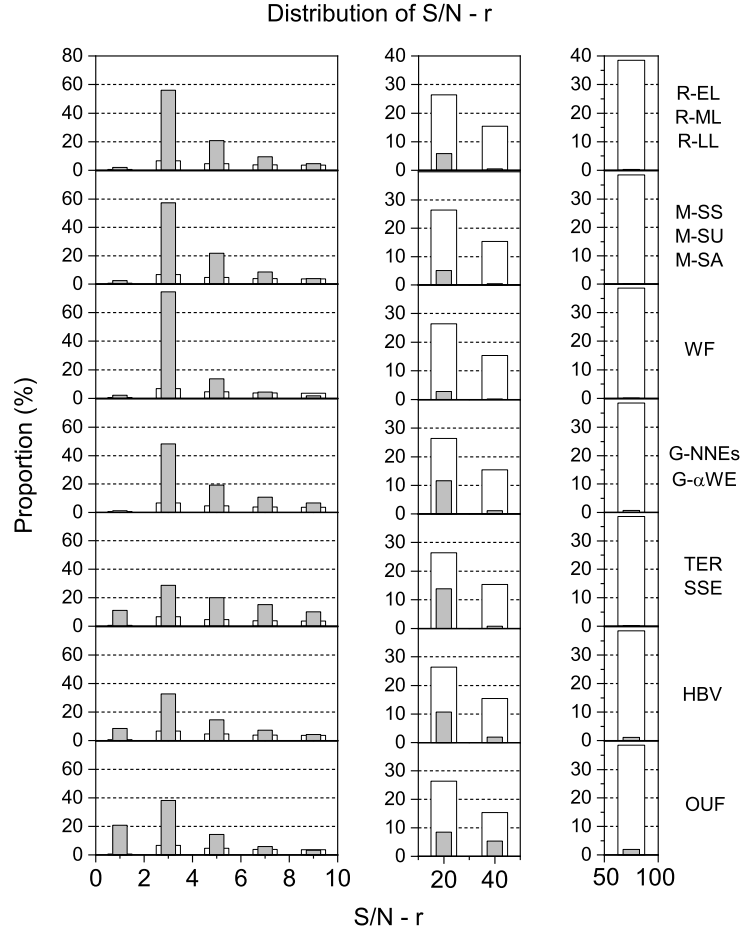 Distribution of S/N - r
Proportion (%)
80 40 50
60 40 30 40 R-EL
20 30 R-ML
40 20 R-LL
20 10 10
0 0 0
60 30 30 M-SS
40 20 20 M-SU
20 10 10 M-SA
0 0 0
60 30 30
40 20 20 WF
20 10 10
0 0 0
60 30 30 G-NNEs
40 20 20 G-αWE
20 10 10
0 0 0
60 30 30 TER
40 20 20 SSE
20 10 10
0 0 0
60 30 30
40 20 20 HBV
20 10 10
0 0 0
60 30 30
40 20 20 OUF
20 10 10
0 0 0
0 2 4 6 8 10 20 40 50 100
S/N - r